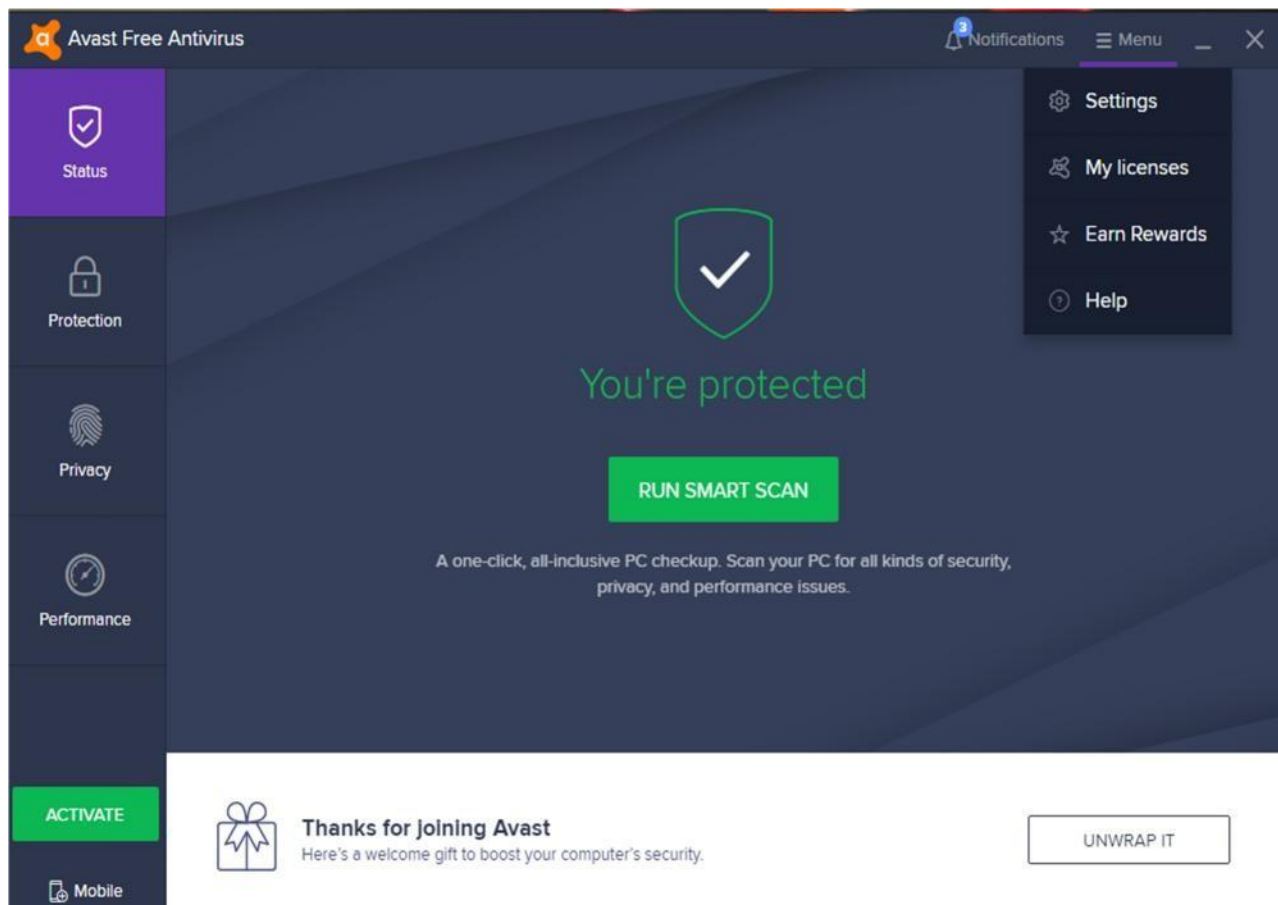 Avast Free Antivirus
3
Notifications
Menu
Settings
My licenses
Earn Rewards
Help
Status
Protection
Privacy
Performance
You're protected
RUN SMART SCAN
A one-click, all-inclusive PC checkup. Scan your PC for all kinds of security,
privacy, and performance issues.
ACTIVATE
Mobile
Thanks for joining Avast
Here's a welcome gift to boost your computer's security.
UNWRAP IT